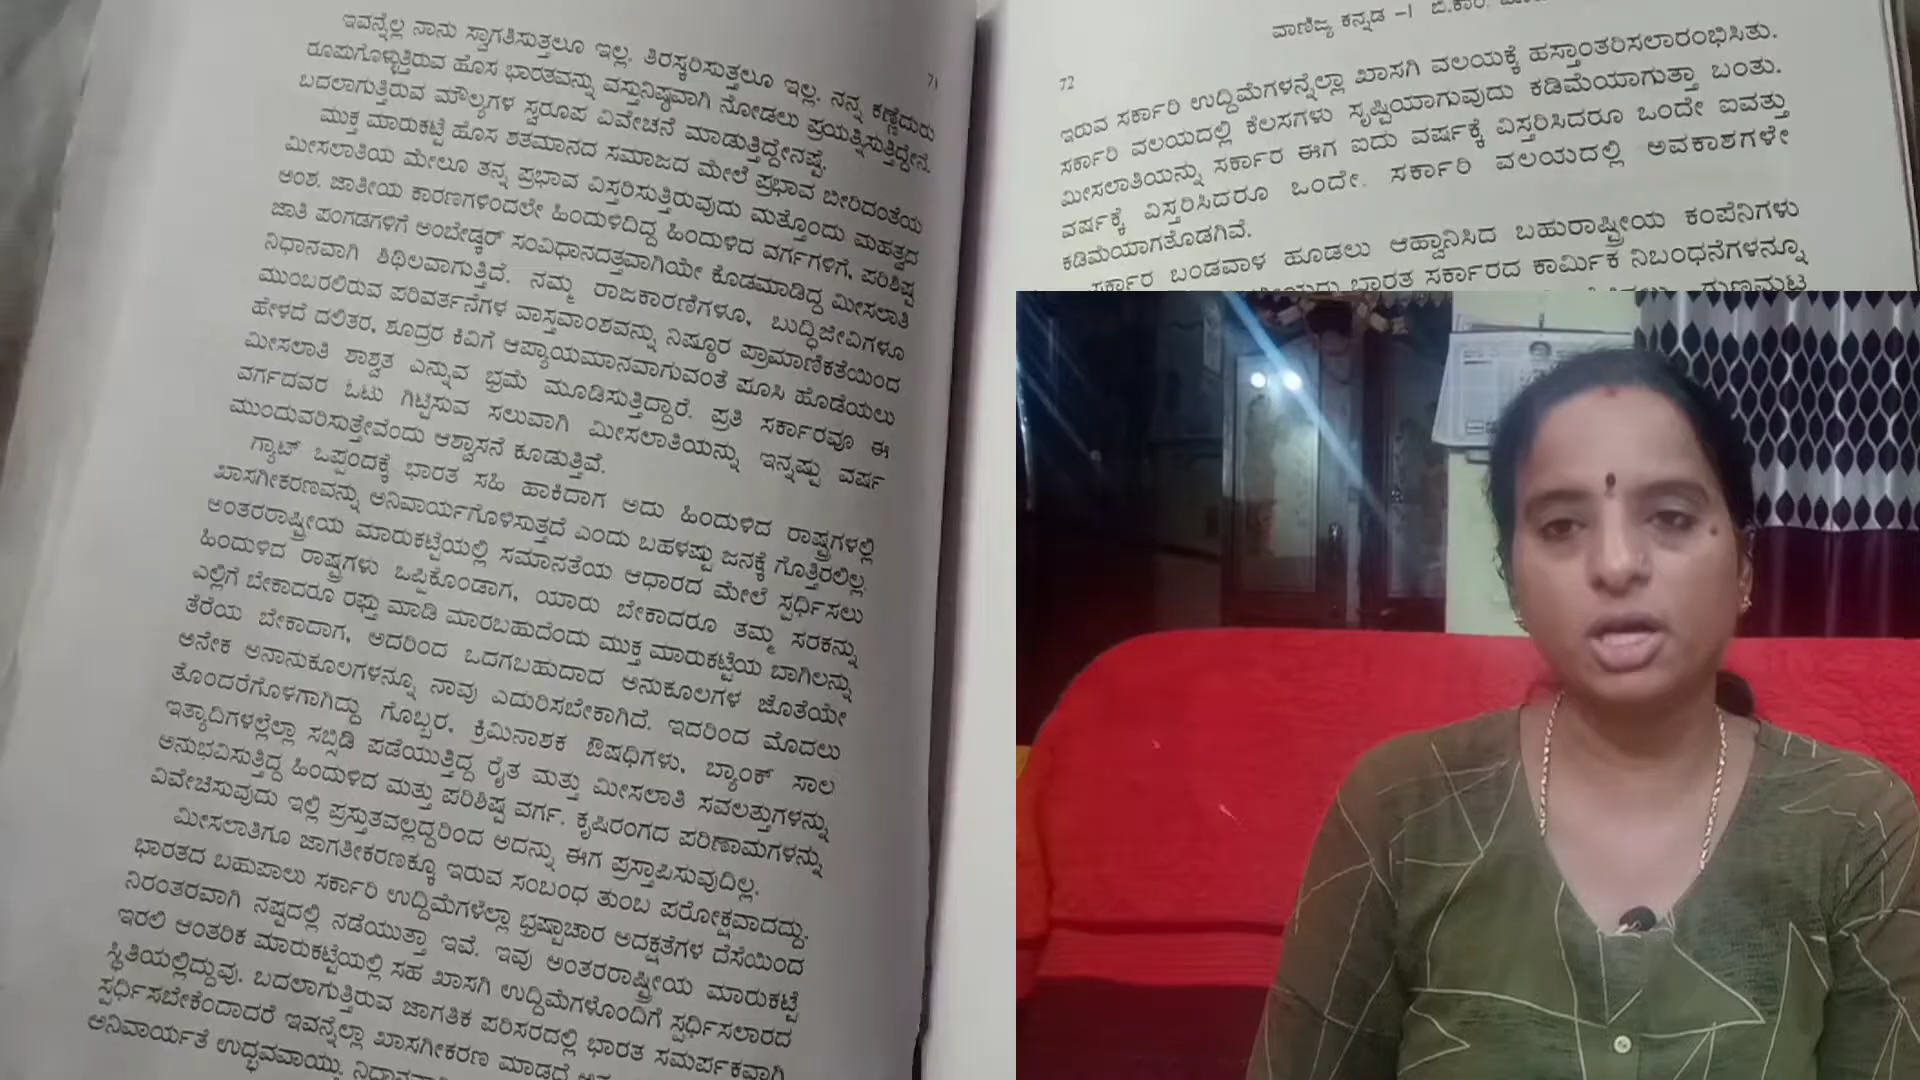 71
ಇವನ್ನೆಲ್ಲ ನಾನು ಸ್ವಾಗತಿಸುತ್ತಲೂ ಇಲ್ಲ, ತಿರಸ್ಕರಿಸುತ್ತಲೂ ಇಲ್ಲ. ನನ್ನ ಕಣ್ಣೆದುರು
ರೂಪುಗೊಳ್ಳುತ್ತಿರುವ ಹೊಸ ಭಾರತವನ್ನು ವಸ್ತುನಿಷ್ಠವಾಗಿ ನೋಡಲು ಪ್ರಯತ್ನಿಸುತ್ತಿದ್ದೇನೆ.
ಬದಲಾಗುತ್ತಿರುವ ಮೌಲ್ಯಗಳ ಸ್ವರೂಪ ವಿವೇಚನೆ ಮಾಡುತ್ತಿದ್ದೇನಷ್ಟೆ.
ಮುಕ್ತ ಮಾರುಕಟ್ಟೆ ಹೊಸ ಶತಮಾನದ ಸಮಾಜದ ಮೇಲೆ ಪ್ರಭಾವ ಬೀರಿದಂತೆಯ
ಮೀಸಲಾತಿಯ ಮೇಲೂ ತನ್ನ ಪ್ರಭಾವ ವಿಸ್ತರಿಸುತ್ತಿರುವುದು ಮತ್ತೊಂದು ಮಹತ್ವದ
ಅಂಶ. ಜಾತೀಯ ಕಾರಣಗಳಿಂದಲೇ ಹಿಂದುಳಿದಿದ್ದ ಹಿಂದುಳಿದ ವರ್ಗಗಳಿಗೆ, ಪರಿಶಿಷ್ಟ
ಜಾತಿ ಪಂಗಡಗಳಿಗೆ ಅಂಬೇಡ್ಕರ್ ಸಂವಿಧಾನದತ್ತವಾಗಿಯೇ ಕೊಡಮಾಡಿದ್ದ ಮೀಸಲಾತಿ
ನಿಧಾನವಾಗಿ ಶಿಥಿಲವಾಗುತ್ತಿದೆ. ನಮ್ಮ ರಾಜಕಾರಣಿಗಳೂ, ಬುದ್ಧಿಜೀವಿಗಳೂ
ಮುಂಬರಲಿರುವ ಪರಿವರ್ತನೆಗಳ ವಾಸ್ತವಾಂಶವನ್ನು ನಿಷ್ಠೂರ ಪ್ರಾಮಾಣಿಕತೆಯಿಂದ
ಹೇಳದೆ ದಲಿತರ, ಶೂದ್ರರ ಕಿವಿಗೆ ಆಪ್ಯಾಯಮಾನವಾಗುವಂತೆ ಪೂಸಿ ಹೊಡೆಯಲು
ಮೀಸಲಾತಿ ಶಾಶ್ವತ ಎನ್ನುವ ಭ್ರಮೆ ಮೂಡಿಸುತ್ತಿದ್ದಾರೆ. ಪ್ರತಿ ಸರ್ಕಾರವೂ ಈ
ವರ್ಗದವರ ಓಟು ಗಿಟ್ಟಿಸುವ ಸಲುವಾಗಿ ಮೀಸಲಾತಿಯನ್ನು ಇನ್ನಷ್ಟು ವರ್ಷ
ಮುಂದುವರಿಸುತ್ತೇವೆಂದು ಆಶ್ವಾಸನೆ ಕೂಡುತ್ತಿವೆ.
ಗ್ಯಾಟ್ ಒಪ್ಪಂದಕ್ಕೆ ಭಾರತ ಸಹಿ ಹಾಕಿದಾಗ ಅದು ಹಿಂದುಳಿದ ರಾಷ್ಟ್ರಗಳಲ್ಲಿ
ಖಾಸಗೀಕರಣವನ್ನು ಅನಿವಾರ್ಯಗೊಳಿಸುತ್ತದೆ ಎಂದು ಬಹಳಷ್ಟು ಜನಕ್ಕೆ ಗೊತ್ತಿರಲಿಲ್ಲ.
ಅಂತರರಾಷ್ಟ್ರೀಯ ಮಾರುಕಟ್ಟೆಯಲ್ಲಿ ಸಮಾನತೆಯ ಆಧಾರದ ಮೇಲೆ ಸ್ಪರ್ಧಿಸಲು
ಹಿಂದುಳಿದ ರಾಷ್ಟ್ರಗಳು ಒಪ್ಪಿಕೊಂಡಾಗ, ಯಾರು ಬೇಕಾದರೂ ತಮ್ಮ ಸರಕನ್ನು
ಎಲ್ಲಿಗೆ ಬೇಕಾದರೂ ರಫ್ತು ಮಾಡಿ ಮಾರಬಹುದೆಂದು ಮುಕ್ತ ಮಾರುಕಟ್ಟೆಯ ಬಾಗಿಲನ್ನು
ತೆರೆಯ ಬೇಕಾದಾಗ, ಅದರಿಂದ ಒದಗಬಹುದಾದ ಅನುಕೂಲಗಳ ಜೊತೆಯೇ
ಅನೇಕ ಅನಾನುಕೂಲಗಳನ್ನೂ ನಾವು ಎದುರಿಸಬೇಕಾಗಿದೆ. ಇದರಿಂದ ಮೊದಲು
ತೊಂದರೆಗೊಳಗಾಗಿದ್ದು ಗೊಬ್ಬರ, ಕ್ರಿಮಿನಾಶಕ ಔಷಧಿಗಳು, ಬ್ಯಾಂಕ್ ಸಾಲ
ಇತ್ಯಾದಿಗಳಲ್ಲೆಲ್ಲಾ ಸಬ್ಸಿಡಿ ಪಡೆಯುತ್ತಿದ್ದ ರೈತ ಮತ್ತು ಮೀಸಲಾತಿ ಸವಲತ್ತುಗಳನ್ನು
ಅನುಭವಿಸುತ್ತಿದ್ದ ಹಿಂದುಳಿದ ಮತ್ತು ಪರಿಶಿಷ್ಟ ವರ್ಗ. ಕೃಷಿರಂಗದ ಪರಿಣಾಮಗಳನ್ನು
ವಿವೇಚಿಸುವುದು ಇಲ್ಲಿ ಪ್ರಸ್ತುತವಲ್ಲದ್ದರಿಂದ ಅದನ್ನು ಈಗ ಪ್ರಸ್ತಾಪಿಸುವುದಿಲ್ಲ.
ಮೀಸಲಾತಿಗೂ ಜಾಗತೀಕರಣಕ್ಕೂ ಇರುವ ಸಂಬಂಧ ತುಂಬ ಪರೋಕ್ಷವಾದದ್ದು.
ಭಾರತದ ಬಹುಪಾಲು ಸರ್ಕಾರಿ ಉದ್ದಿಮೆಗಳೆಲ್ಲಾ ಭ್ರಷ್ಟಾಚಾರ ಅದಕ್ಷತೆಗಳ ದೆಸೆಯಿಂದ
ನಿರಂತರವಾಗಿ ನಷ್ಟದಲ್ಲಿ ನಡೆಯುತ್ತಾ ಇವೆ. ಇವು ಅಂತರರಾಷ್ಟ್ರೀಯ ಮಾರುಕಟ್ಟೆ
ಇರಲಿ ಆಂತರಿಕ ಮಾರುಕಟ್ಟೆಯಲ್ಲಿ ಸಹ ಖಾಸಗಿ ಉದ್ದಿಮೆಗಳೊಂದಿಗೆ ಸ್ಪರ್ಧಿಸಲಾರದ
ಸ್ಥಿತಿಯಲ್ಲಿದ್ದುವು. ಬದಲಾಗುತ್ತಿರುವ ಜಾಗತಿಕ ಪರಿಸರದಲ್ಲಿ ಭಾರತ ಸಮರ್ಪಕವಾಗಿ
ಸ್ಪರ್ಧಿಸಬೇಕೆಂದಾದರೆ ಇವನ್ನೆಲ್ಲಾ ಖಾಸಗೀಕರಣ ಮಾಡದೆ
ಅನಿವಾರ್ಯತೆ ಉದ್ಭವವಾಯ್ತು.
ವಾಣಿಜ್ಯ ಕನ್ನಡ –I ಬಿ.ಕಾಂ.
72
ಇರುವ ಸರ್ಕಾರಿ ಉದ್ದಿಮೆಗಳನ್ನೆಲ್ಲಾ ಖಾಸಗಿ ವಲಯಕ್ಕೆ ಹಸ್ತಾಂತರಿಸಲಾರಂಭಿಸಿತು.
ಸರ್ಕಾರಿ ವಲಯದಲ್ಲಿ ಕೆಲಸಗಳು ಸೃಷ್ಟಿಯಾಗುವುದು ಕಡಿಮೆಯಾಗುತ್ತಾ ಬಂತು.
ಮೀಸಲಾತಿಯನ್ನು ಸರ್ಕಾರ ಈಗ ಐದು ವರ್ಷಕ್ಕೆ ವಿಸ್ತರಿಸಿದರೂ ಒಂದೇ ಐವತ್ತು
ವರ್ಷಕ್ಕೆ ವಿಸ್ತರಿಸಿದರೂ ಒಂದೇ. ಸರ್ಕಾರಿ ವಲಯದಲ್ಲಿ ಅವಕಾಶಗಳೇ
ಕಡಿಮೆಯಾಗತೊಡಗಿವೆ.
ಸರ್ಕಾರ ಬಂಡವಾಳ ಹೂಡಲು ಆಹ್ವಾನಿಸಿದ ಬಹುರಾಷ್ಟ್ರೀಯ ಕಂಪೆನಿಗಳು
ಭಾರತ ಸರ್ಕಾರದ ಕಾರ್ಮಿಕ ನಿಬಂಧನೆಗಳನ್ನೂ